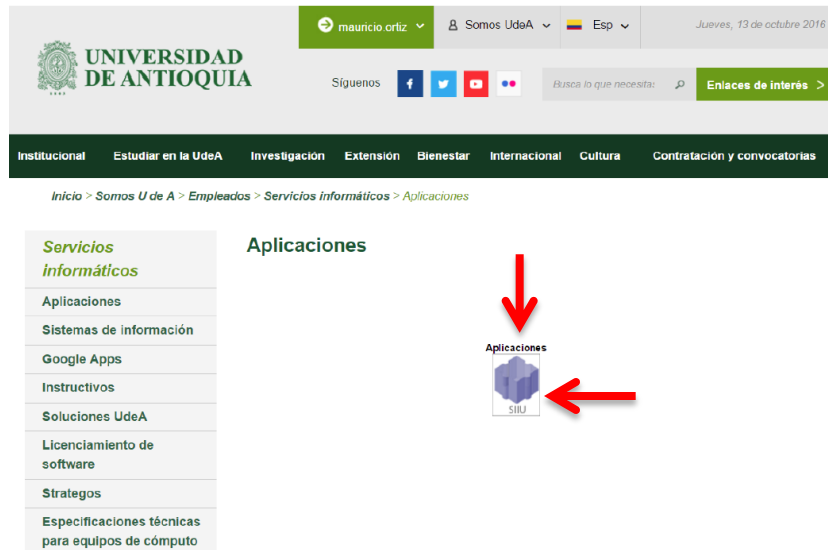 mauricio ortiz
Somos UdeA
Esp
Jueves, 13 de octubre 2016
UNIVERSIDAD
DE ANTIOQUIA
1803
Síguenos
Busca lo que necesitas
Enlaces de interés >
Institucional Estudiar en la UdeA Investigación Extensión Bienestar Internacional Cultura Contratación y convocatorias
Inicio > Somos U de A > Empleados > Servicios informáticos > Aplicaciones
Servicios
informáticos
Aplicaciones
Sistemas de información
Google Apps
Instructivos
Soluciones UdeA
Licenciamiento de
software
Strategos
Especificaciones técnicas
para equipos de cómputo
Aplicaciones
Aplicaciones
SIIU